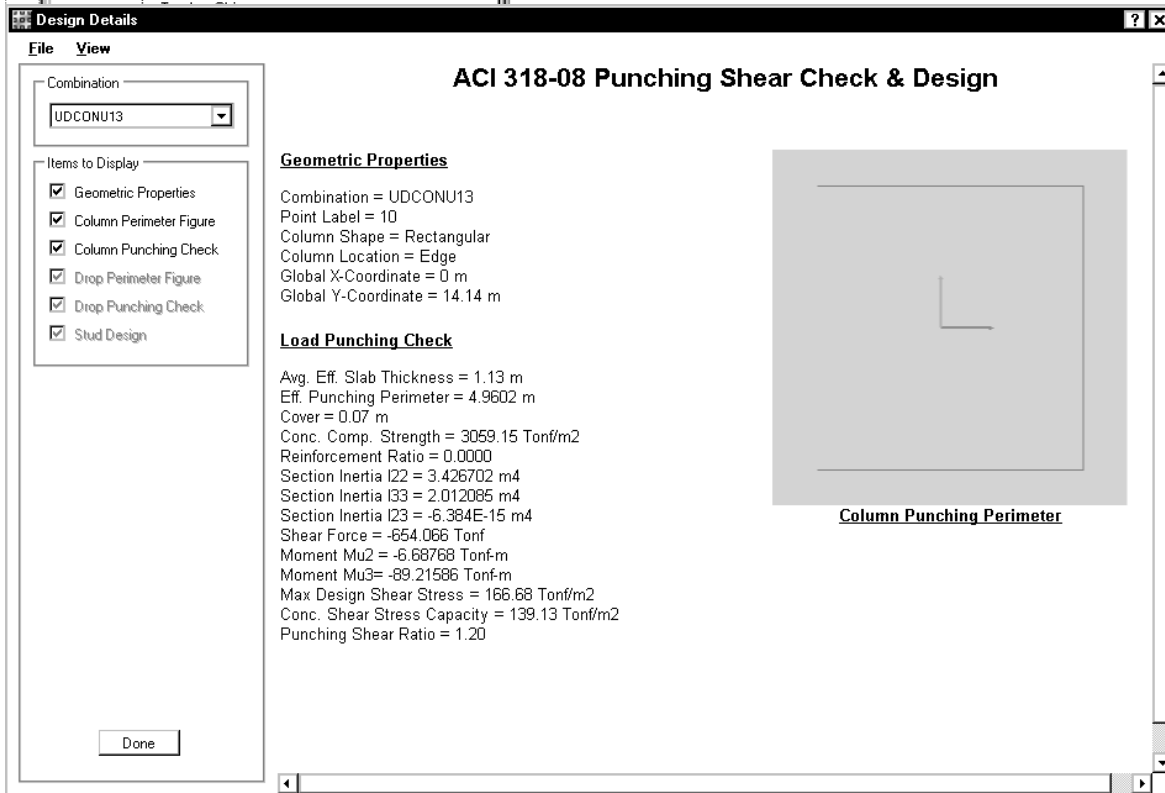 Design Details
File View
Combination
UDCONU13
Items to Display
Geometric Properties
Column Perimeter Figure
Column Punching Check
Drop Perimeter Figure
Drop Punching Check
Stud Design
Done
ACI 318-08 Punching Shear Check & Design
Geometric Properties
Combination = UDCONU13
Point Label = 10
Column Shape = Rectangular
Column Location = Edge
Global X-Coordinate = 0 m
Global Y-Coordinate = 14.14 m
Load Punching Check
Avg. Eff. Slab Thickness = 1.13 m
Eff. Punching Perimeter = 4.9602 m
Cover = 0.07 m
Conc. Comp. Strength = 3059.15 Tonf/m2
Reinforcement Ratio = 0.0000
Section Inertia I22 = 3.426702 m4
Section Inertia I33 = 2.012085 m4
Section Inertia I23 = -6.384E-15 m4
Shear Force = -654.066 Tonf
Moment Mu2 = -6.68768 Tonf-m
Moment Mu3= -89.21586 Tonf-m
Max Design Shear Stress = 166.68 Tonf/m2
Conc. Shear Stress Capacity = 139.13 Tonf/m2
Punching Shear Ratio = 1.20
Column Punching Perimeter